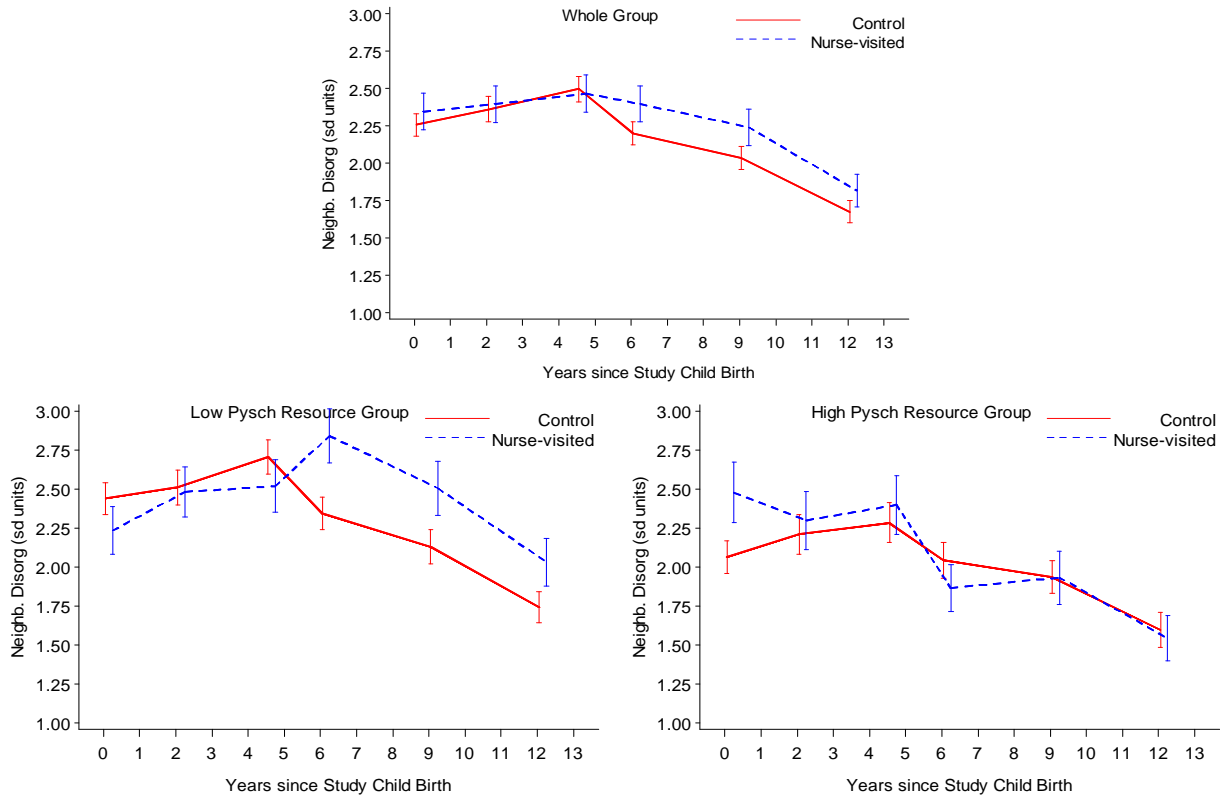 Whole Group
Control
Nurse-visited
Neighb. Disorg (sd units)
3.00
2.75
2.50
2.25
2.00
1.75
1.50
1.25
1.00
0 1 2 3 4 5 6 7 8 9 10 11 12 13
Years since Study Child Birth
Low Pysch Resource Group
Control
Nurse-visited
Neighb. Disorg (sd units)
3.00
2.75
2.50
2.25
2.00
1.75
1.50
1.25
1.00
0 1 2 3 4 5 6 7 8 9 10 11 12 13
Years since Study Child Birth
High Pysch Resource Group
Control
Nurse-visited
Neighb. Disorg (sd units)
3.00
2.75
2.50
2.25
2.00
1.75
1.50
1.25
1.00
0 1 2 3 4 5 6 7 8 9 10 11 12 13
Years since Study Child Birth